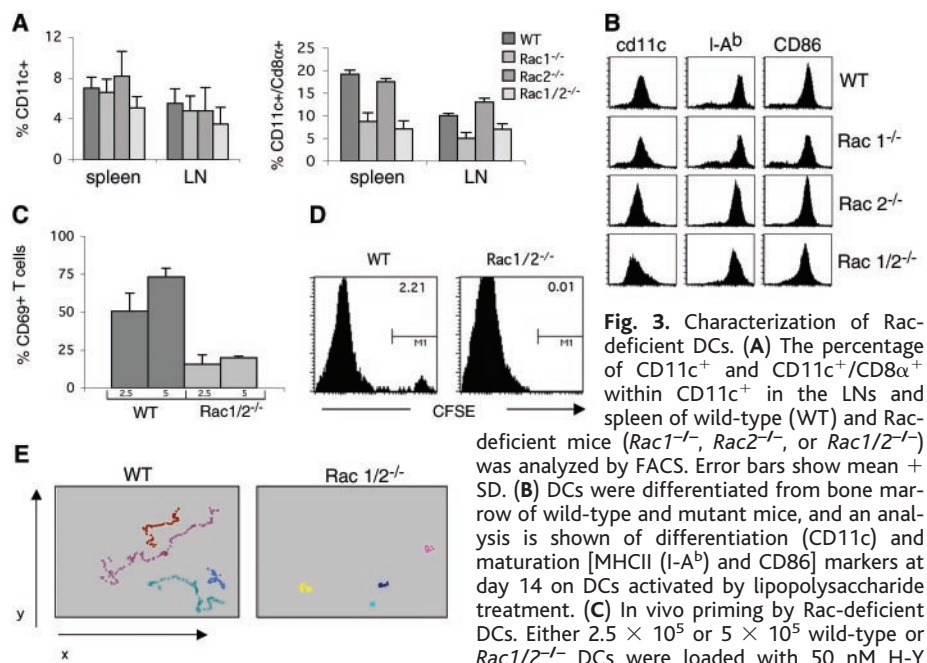 A
% CD11c+
12
8
4
0
spleen
LN
% CD11c+/Cd8α+
25
20
15
10
5
0
spleen
LN
WT
Rac1-/-
Rac2-/-
Rac1/2-/-
B
cd11c
I-Ab
CD86
WT
Rac 1-/-
Rac 2-/-
Rac 1/2-/-
C
% CD69+ T cells
100
75
50
25
0
2.5
5
2.5
5
WT
Rac1/2-/-
D
WT
Rac1/2-/-
2.21
M1
0.01
M1
CFSE
E
WT
Rac 1/2-/-
y
x
Fig. 3. Characterization of Rac-
deficient DCs. (A) The percentage
of CD11c+ and CD11c+/CD8α+
within CD11c+ in the LNs and
spleen of wild-type (WT) and Rac-
deficient mice (Rac1–/–, Rac2–/–, or Rac1/2–/–)
was analyzed by FACS. Error bars show mean +
SD. (B) DCs were differentiated from bone mar-
row of wild-type and mutant mice, and an anal-
ysis is shown of differentiation (CD11c) and
maturation [MHCII (I-Ab) and CD86] markers at
day 14 on DCs activated by lipopolysaccharide
treatment. (C) In vivo priming by Rac-deficient
DCs. Either 2.5 × 105 or 5 × 105 wild-type or
Rac1/2–/– DCs were loaded with 50 nM H-Y